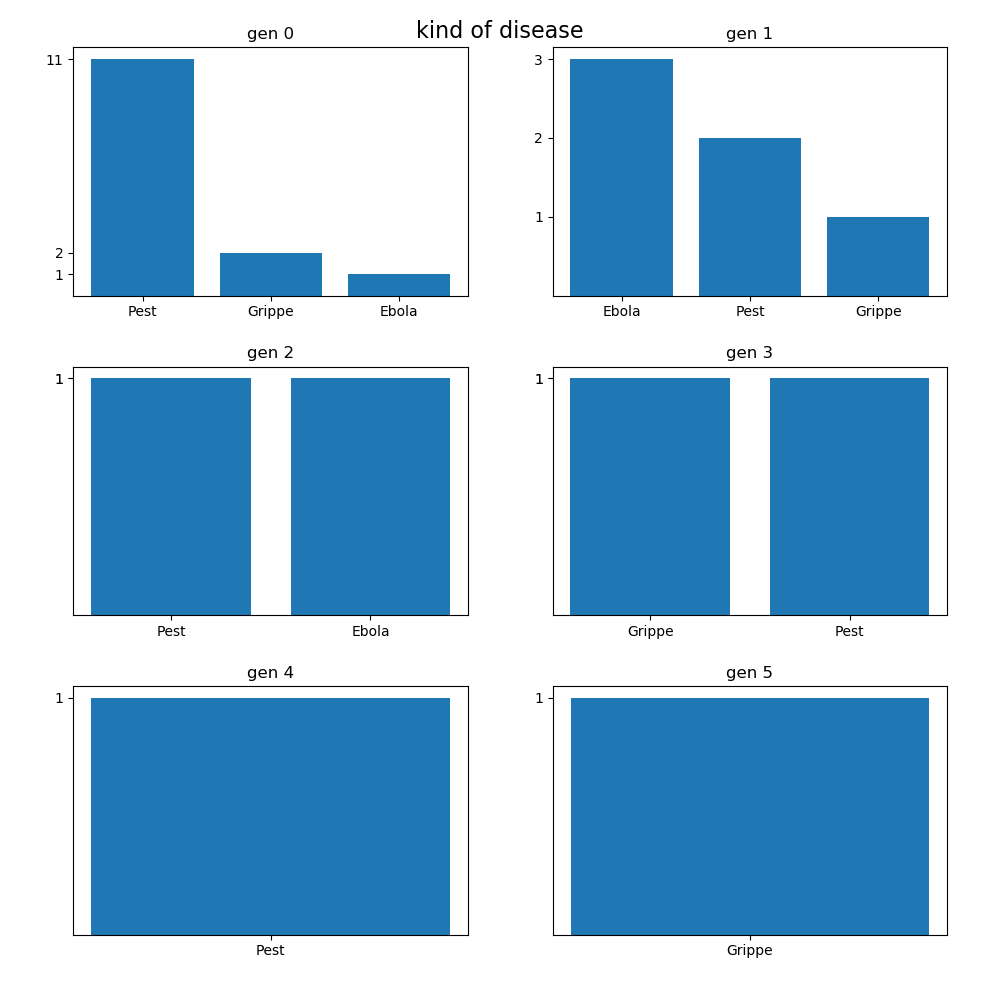 kind of disease
gen 0
11
2
1
Pest Grippe Ebola
gen 1
3
2
1
Ebola Pest Grippe
gen 2
1
Pest Ebola
gen 3
1
Grippe Pest
gen 4
1
Pest
gen 5
1
Grippe